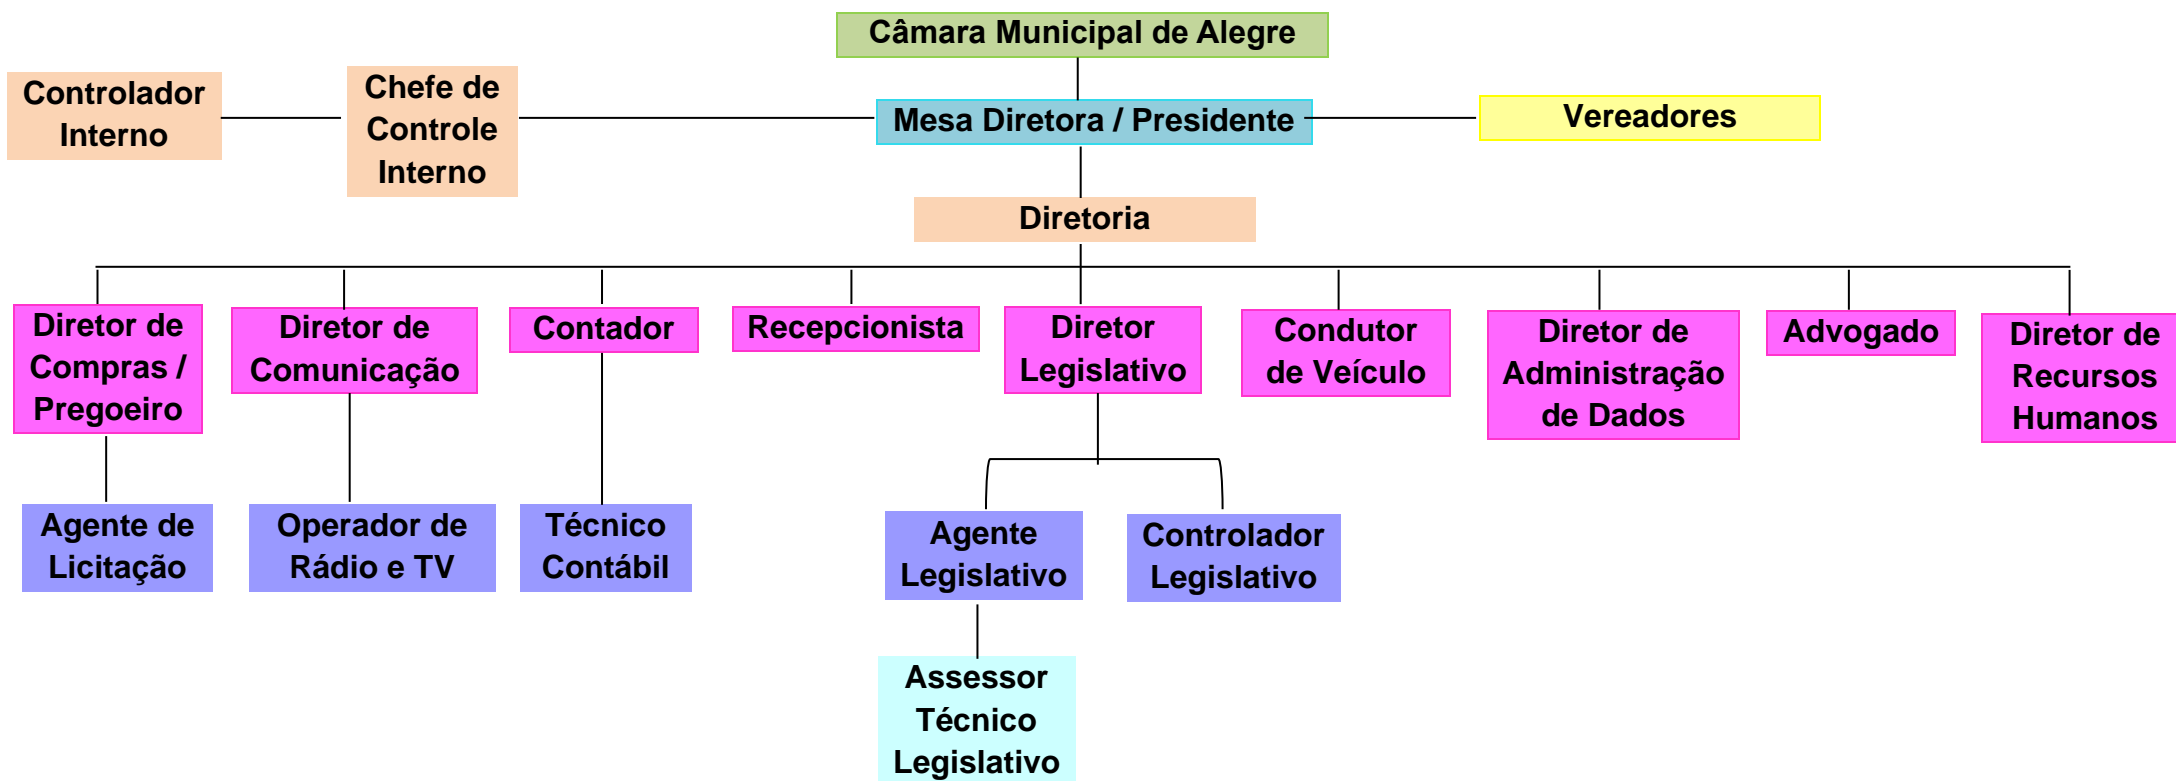 Câmara Municipal de Alegre
Controlador
Interno
Chefe de
Controle
Interno
Mesa Diretora / Presidente
Vereadores
Diretoria
Diretor de
Compras /
Pregoeiro
Diretor de
Comunicação
Contador
Recepcionista
Diretor
Legislativo
Condutor
de Veículo
Diretor de
Administração
de Dados
Advogado
Diretor de
Recursos
Humanos
Agente de
Licitação
Operador de
Rádio e TV
Técnico
Contábil
Agente
Legislativo
Controlador
Legislativo
Assessor
Técnico
Legislativo